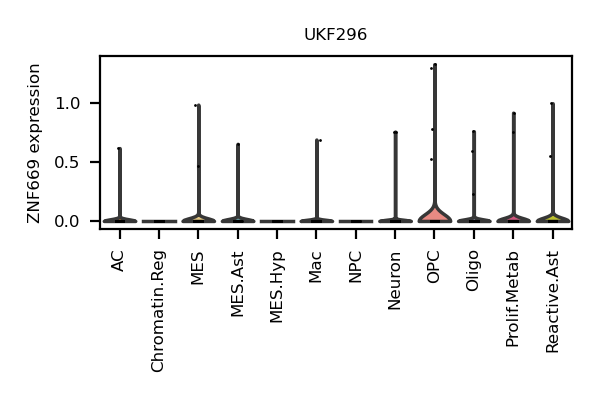 UKF296
ZNF669 expression
1.0
0.5
0.0
AC
Chromatin.Reg
MES
MES.Ast
MES.Hyp
Mac
NPC
Neuron
OPC
Oligo
Prolif.Metab
Reactive.Ast